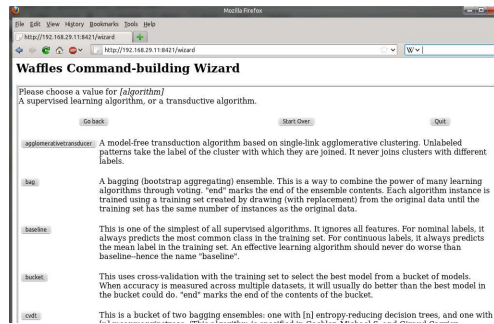 Mozilla Firefox
File Edit View History Bookmarks Tools Help
http://192.168.29.11:8421/wizard
http://192.168.29.11:8421/wizard
W
Waffles Command-building Wizard
Please choose a value for [algorithm]
A supervised learning algorithm, or a transductive algorithm.
Go back Start Over Quit
agglomerativetransducer A model-free transduction algorithm based on single-link agglomerative clustering. Unlabeled
patterns take the label of the cluster with which they are joined. It never joins clusters with different
labels.
bag A bagging (bootstrap aggregating) ensemble. This is a way to combine the power of many learning
algorithms through voting. "end" marks the end of the ensemble contents. Each algorithm instance is
trained using a training set created by drawing (with replacement) from the original data until the
training set has the same number of instances as the original data.
baseline This is one of the simplest of all supervised algorithms. It ignores all features. For nominal labels, it
always predicts the most common class in the training set. For continuous labels, it always predicts
the mean label in the training set. An effective learning algorithm should never do worse than
baseline--hence the name "baseline".
bucket This uses cross-validation with the training set to select the best model from a bucket of models.
When accuracy is measured across multiple datasets, it will usually do better than the best model in
the bucket could do. "end" marks the end of the contents of the bucket.
cvdt This is a bucket of two bagging ensembles: one with [n] entropy-reducing decision trees, and one with